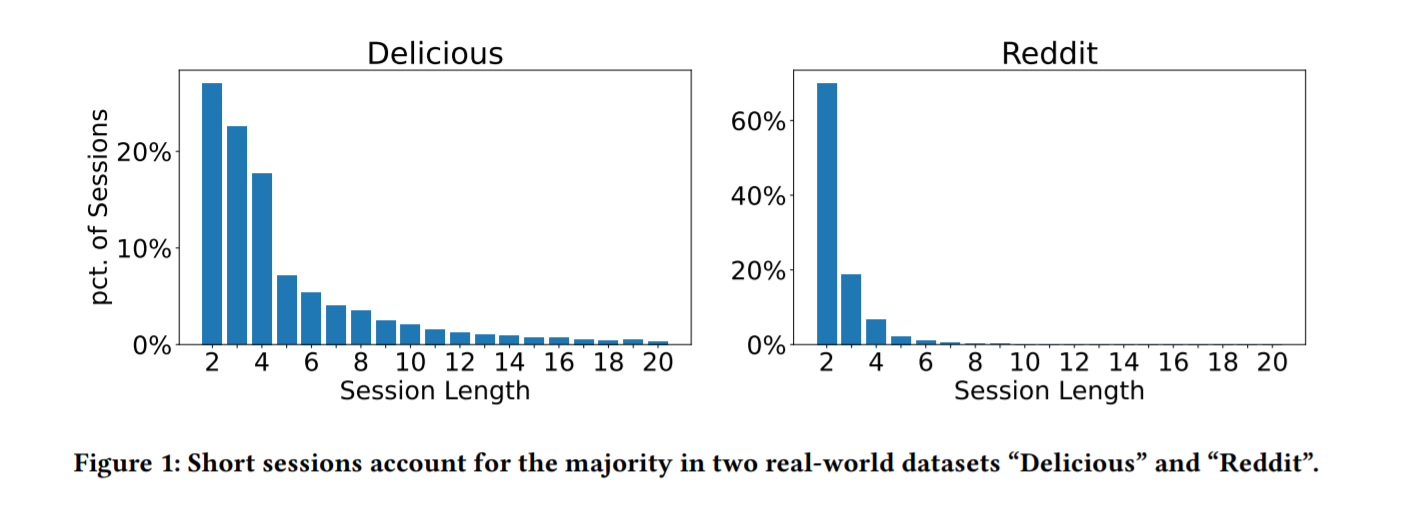 Delicious
pct. of Sessions
20%
10%
0%
2 4 6 8 10 12 14 16 18 20
Session Length
Reddit
60%
40%
20%
0%
2 4 6 8 10 12 14 16 18 20
Session Length
Figure 1: Short sessions account for the majority in two real-world datasets “Delicious” and “Reddit”.